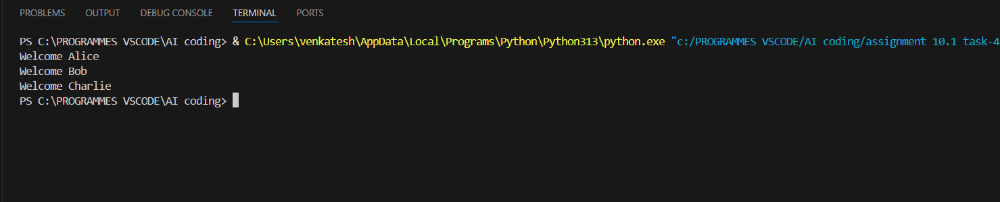 PROBLEMS OUTPUT DEBUG CONSOLE TERMINAL PORTS
PS C:\PROGRAMMES VSCODE\AI coding> & C:\Users\venkatesh\AppData\Local\Programs\Python\Python313\python.exe "c:/PROGRAMMES VSCODE/AI coding/assignment 10.1 task-4
Welcome Alice
Welcome Bob
Welcome Charlie
PS C:\PROGRAMMES VSCODE\AI coding>